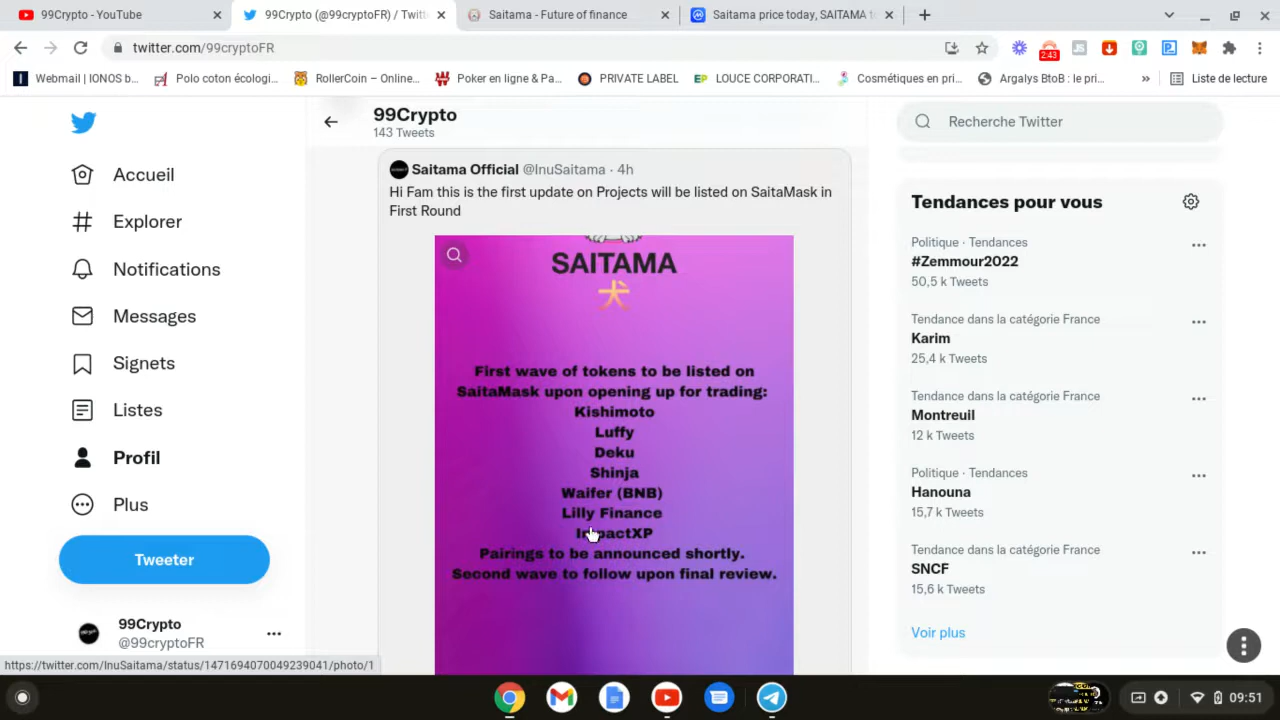 99Crypto - YouTube
99Crypto (@99cryptoFR) / Twitt
Saitama - Future of finance
Saitama price today, SAITAMA t
twitter.com/99cryptoFR
2:43
Webmail | IONOS b...
Polo coton écologi...
RollerCoin – Online...
Poker en ligne & Pa...
PRIVATE LABEL
LOUCE CORPORATI...
Cosmétiques en pri...
Argalys BtoB : le pri...
»
Liste de lecture
Accueil
Explorer
Notifications
Messages
Signets
Listes
Profil
Plus
Tweeter
99Crypto
@99cryptoFR
https://twitter.com/InuSaitama/status/1471694070049239041/photo/1
99Crypto
143 Tweets
Saitama Official @InuSaitama · 4h
Hi Fam this is the first update on Projects will be listed on SaitaMask in
First Round
SAITAMA
犬
First wave of tokens to be listed on
SaitaMask upon opening up for trading:
Kishimoto
Luffy
Deku
Shinja
Waifer (BNB)
Lilly Finance
ImpactXP
Pairings to be announced shortly.
Second wave to follow upon final review.
Recherche Twitter
Tendances pour vous
Politique · Tendances
#Zemmour2022
50,5 k Tweets
Tendance dans la catégorie France
Karim
25,4 k Tweets
Tendance dans la catégorie France
Montreuil
12 k Tweets
Politique · Tendances
Hanouna
15,7 k Tweets
Tendance dans la catégorie France
SNCF
15,6 k Tweets
Voir plus
09:51